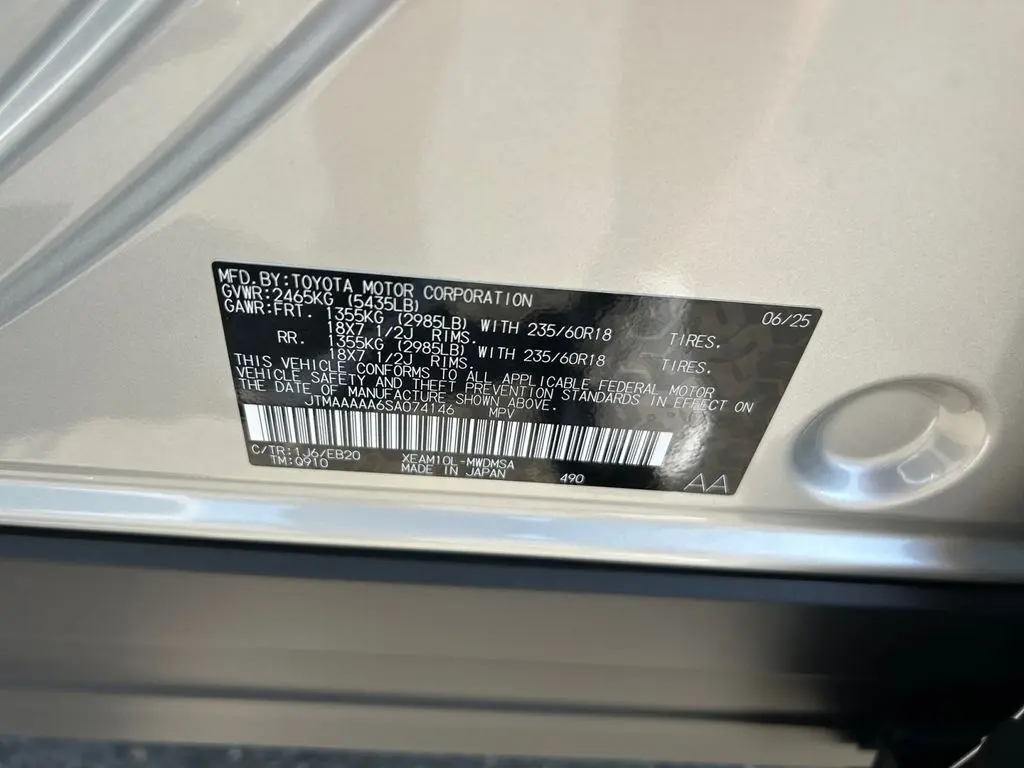 MFD.BY:TOYOTA MOTOR CORPORATION 06/25
GVWR:2465KG (5435LB)
GAWR:FRT. 1355KG (2985LB) WITH 235/60R18 TIRES.
18X7 1/2J RIMS.
RR. 1355KG (2985LB) WITH 235/60R18 TIRES.
18X7 1/2J RIMS.
THIS VEHICLE CONFORMS TO ALL APPLICABLE FEDERAL MOTOR
VEHICLE SAFETY AND THEFT PREVENTION STANDARDS IN EFFECT ON
THE DATE OF MANUFACTURE SHOWN ABOVE.
JTMAAAAA6SA074146 MPV
C/TR:1J6/EB20 XEAM10L-MWDMSA
TM:Q910 MADE IN JAPAN 490 AA